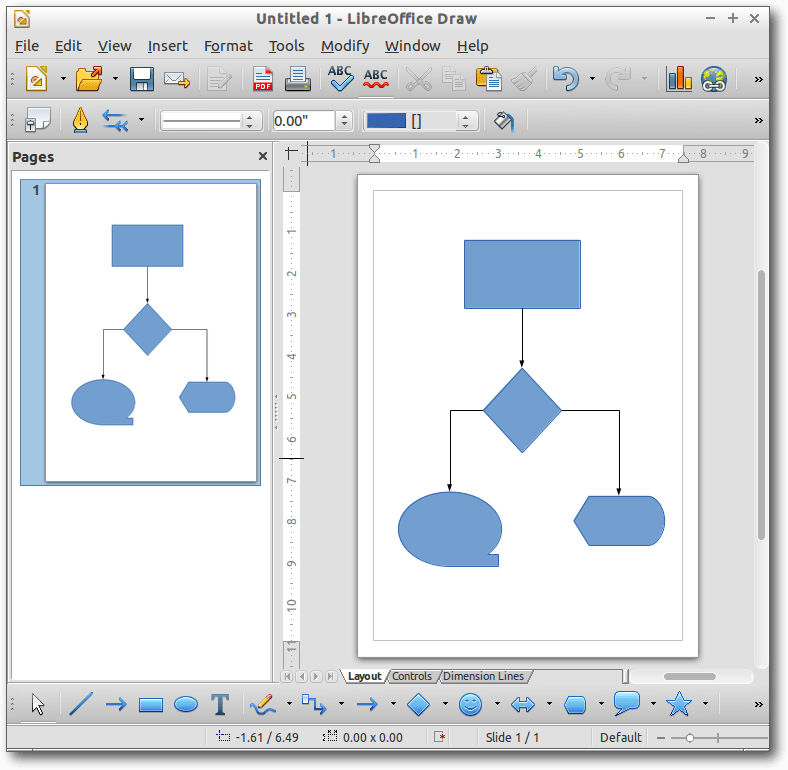 Untitled 1 - LibreOffice Draw
File Edit View Insert Format Tools Modify Window Help
PDF ABC ABC
0.00" []
Pages
1
1 1 2 3 4 5 6 7 8 9
1
2
3
4
5
6
7
8
9
10
11
Layout Controls Dimension Lines
T
-1.61 / 6.49 0.00 x 0.00 * Slide 1 / 1 Default